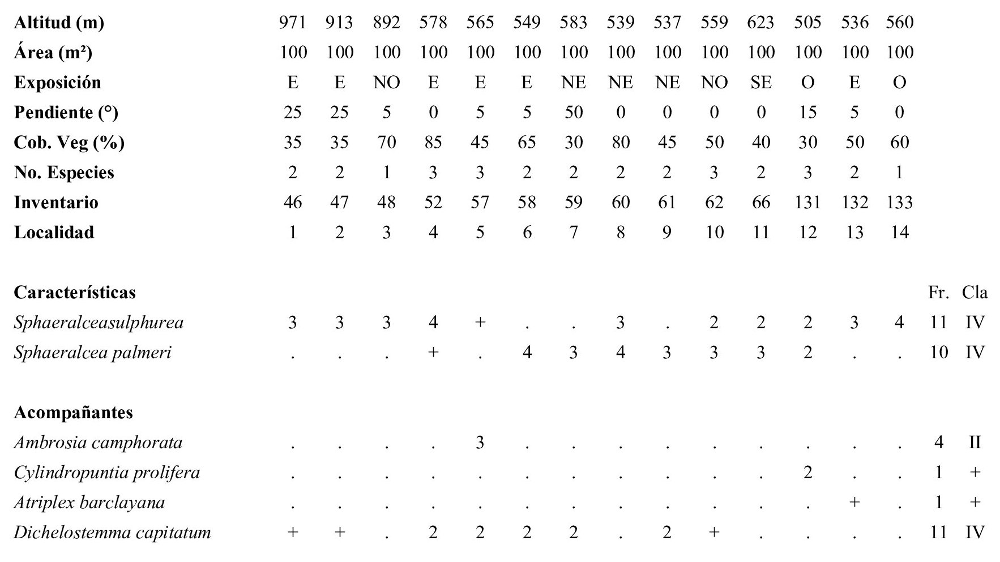 Altitud (m) 971 913 892 578 565 549 583 539 537 559 623 505 536 560
Área (m²) 100 100 100 100 100 100 100 100 100 100 100 100 100 100
Exposición E E NO E E E NE NE NE NO SE O E O
Pendiente (°) 25 25 5 0 5 5 50 0 0 0 0 15 5 0
Cob. Veg (%) 35 35 70 85 45 65 30 80 45 50 40 30 50 60
No. Especies 2 2 1 3 3 2 2 2 2 3 2 3 2 1
Inventario 46 47 48 52 57 58 59 60 61 62 66 131 132 133
Localidad 1 2 3 4 5 6 7 8 9 10 11 12 13 14
Características Fr. Cla
Sphaeralceasulphurea 3 3 3 4 + . . 3 . 2 2 2 3 4 11 IV
Sphaeralcea palmeri . . . + . 4 3 4 3 3 3 2 . . 10 IV
Acompañantes
Ambrosia camphorata . . . . 3 . . . . . . . . . 4 II
Cylindropuntia prolifera . . . . . . . . . . . 2 . . 1 +
Atriplex barclayana . . . . . . . . . . . . + . 1 +
Dichelostemma capitatum + + . 2 2 2 2 . 2 + . . . . 11 IV